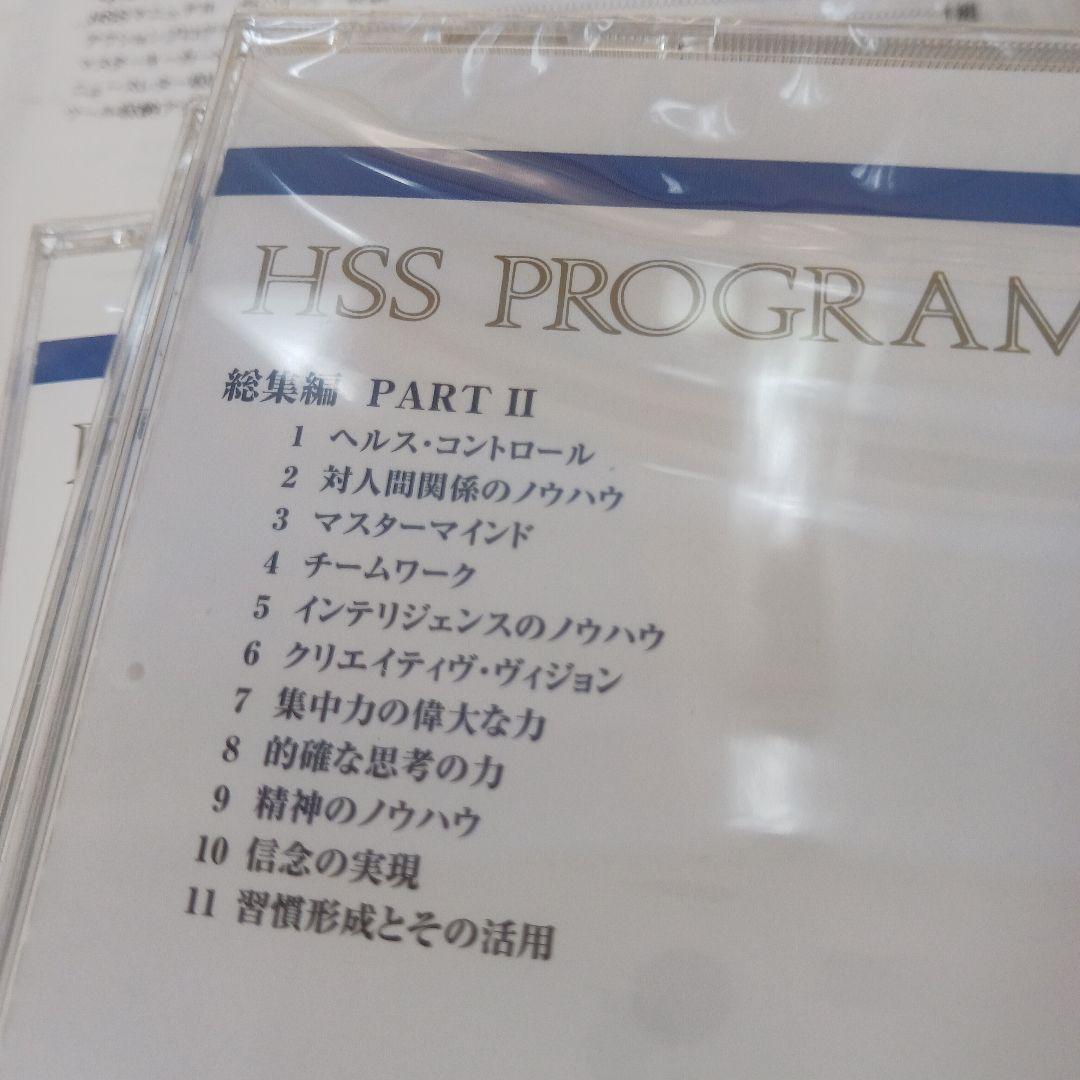 HSS PROGRAM
総集編 PART II
1 ヘルス・コントロール
2 対人間関係のノウハウ
3 マスターマインド
4 チームワーク
5 インテリジェンスのノウハウ
6 クリエイティヴ・ヴィジョン
7 集中力の偉大な力
8 的確な思考の力
9 精神のノウハウ
10 信念の実現
11 習慣形成とその活用